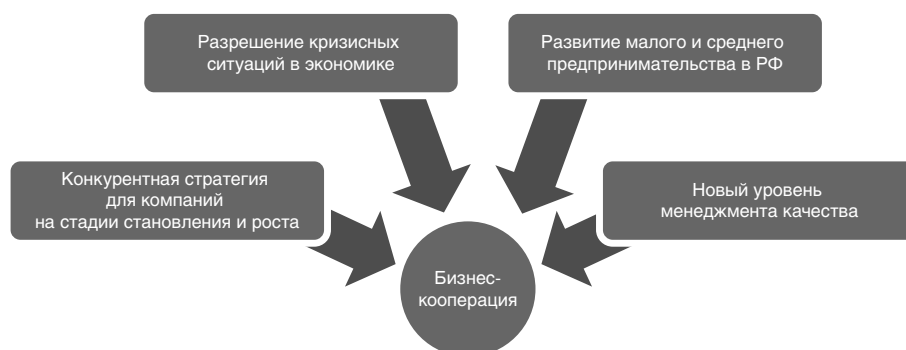 Разрешение кризисных
ситуаций в экономике
Развитие малого и среднего
предпринимательства в РФ
Конкурентная стратегия
для компаний
на стадии становления и роста
Новый уровень
менеджмента качества
Бизнес-
кооперация